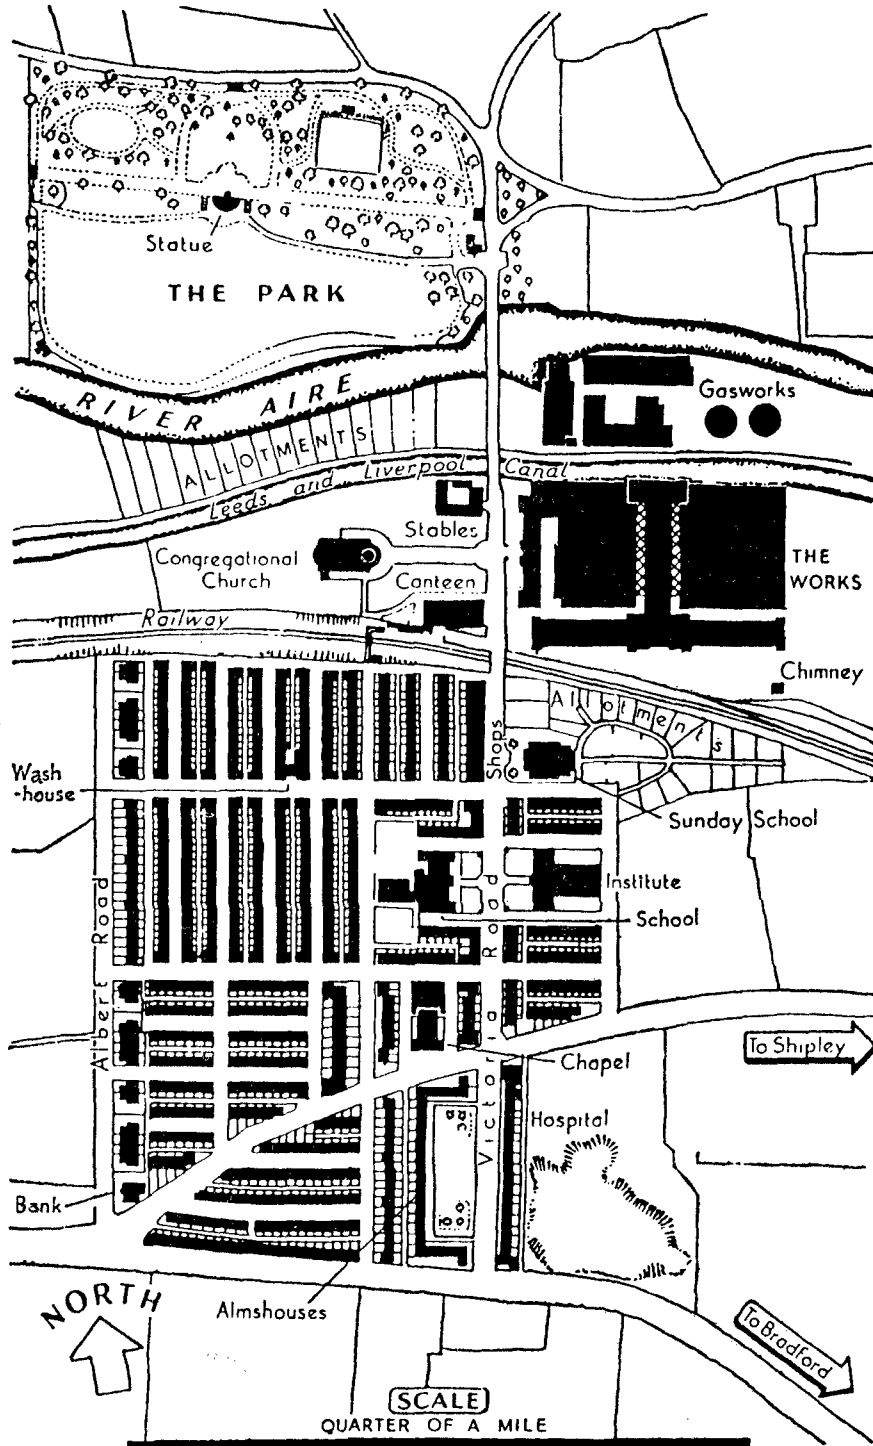 Statue
THE PARK
RIVER AIRE
Gasworks
ALLOTMENTS
Leeds and Liverpool Canal
Stables
Congregational
Church
THE
WORKS
Canteen
Railway
Chimney
Allotments
Shops
Wash
-house
Sunday School
Institute
School
Albert Road
Victoria Road
To Shipley
Chapel
Hospital
Bank
Almshouses
NORTH
To Bradford
SCALE
QUARTER OF A MILE